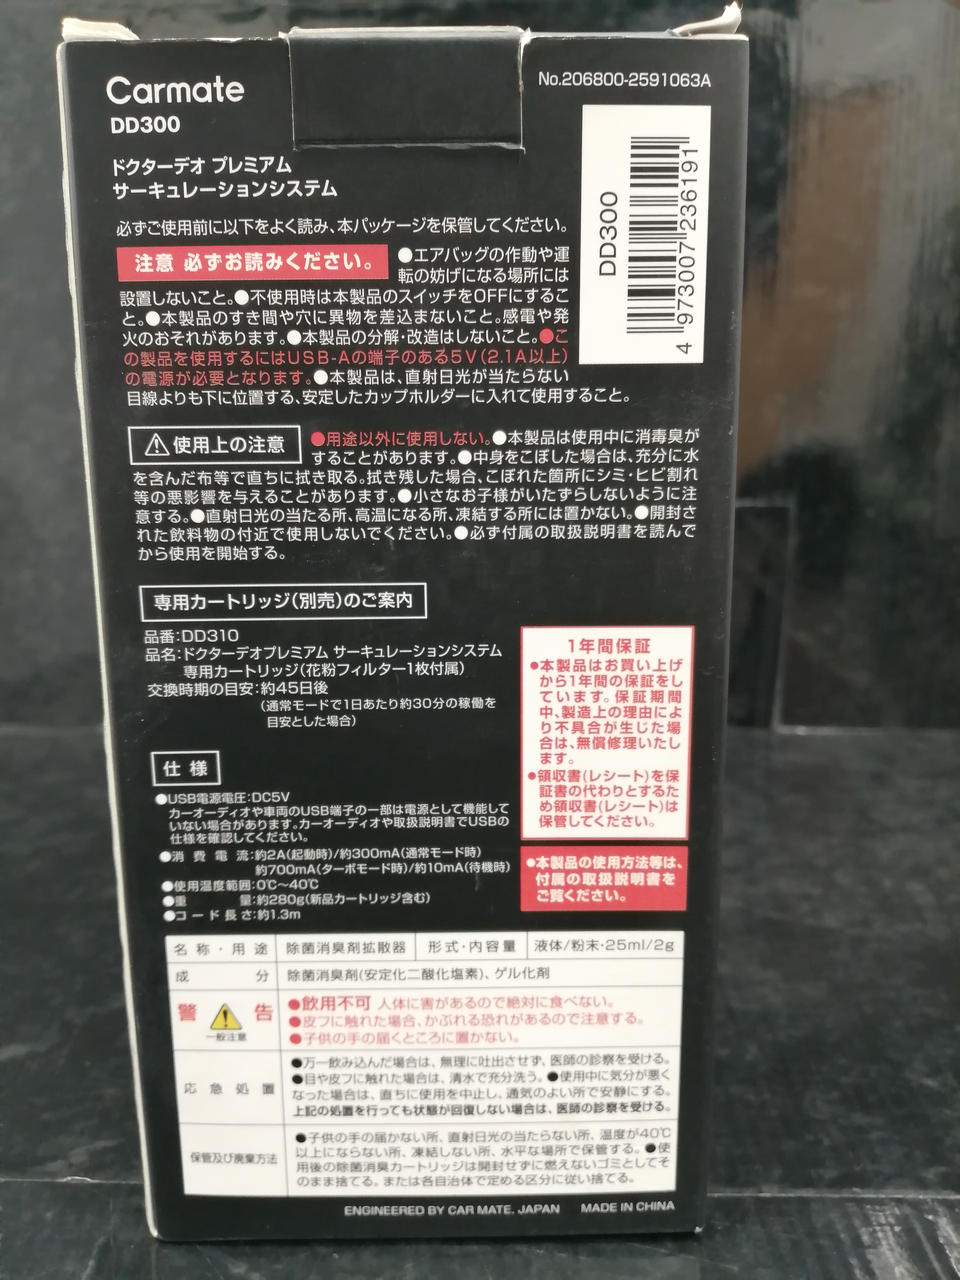 Carmate
DD300
No.206800-2591063A
ドクターデオ プレミアム
サーキュレーションシステム
DD300
4 973007 236191
必ずご使用前に以下をよく読み、本パッケージを保管してください。
注意 必ずお読みください。
●エアバッグの作動や運
転の妨げになる場所には
設置しないこと。●不使用時は本製品のスイッチをOFFにするこ
と。●本製品のすき間や穴に異物を差込まないこと。感電や発
火のおそれがあります。●本製品の分解・改造はしないこと。●こ
の製品を使用するにはUSB-Aの端子のある5V(2.1A以上)
の電源が必要となります。●本製品は、直射日光が当たらない
目線よりも下に位置する、安定したカップホルダーに入れて使用すること。
使用上の注意
●用途以外に使用しない。●本製品は使用中に消毒臭が
することがあります。●中身をこぼした場合は、充分に水
を含んだ布等で直ちに拭き取る。拭き残した場合、こぼれた箇所にシミ・ヒビ割れ
等の悪影響を与えることがあります。●小さなお子様がいたずらしないように注
意する。●直射日光の当たる所、高温になる所、凍結する所には置かない。●開封さ
れた飲料物の付近で使用しないでください。●必ず付属の取扱説明書を読んで
から使用を開始する。
専用カートリッジ(別売)のご案内
品番:DD310
品名:ドクターデオプレミアム サーキュレーションシステム
専用カートリッジ(花粉フィルター1枚付属)
交換時期の目安:約45日後
(通常モードで1日あたり約30分の稼働を
目安とした場合)
1年間保証
●本製品はお買い上げ
から1年間の保証をし
ています。保証期間
中、製造上の理由によ
り不具合が生じた場
合は、無償修理いたし
ます。
●領収書(レシート)を保
証書の代わりとするた
め領収書(レシート)は
保管してください。
●本製品の使用方法等は、
付属の取扱説明書を
ご覧ください。
仕様
●USB電源電圧:DC5V
カーオーディオや車両のUSB端子の一部は電源として機能して
いない場合があります。カーオーディオや取扱説明書でUSBの
仕様を確認してください。
●消費電流:約2A(起動時)/約300mA(通常モード時)
約700mA(ターボモード時)/約10mA(待機時)
●使用温度範囲:0℃~40℃
●重量:約280g(新品カートリッジ含む)
●コード長さ:約1.3m
名称・用途 除菌消臭剤拡散器 形式・内容量 液体/粉末・25ml/2g
成分 除菌消臭剤(安定化二酸化塩素)、ゲル化剤
警告
一般注意
●飲用不可 人体に害があるので絶対に食べない。
●皮フに触れた場合、かぶれる恐れがあるので注意する。
●子供の手の届くところに置かない。
応急処置
●万一飲み込んだ場合は、無理に吐出させず、医師の診察を受ける。
●目や皮フに触れた場合は、清水で充分洗う。●使用中に気分が悪く
なった場合は、直ちに使用を中止し、通気のよい所で安静にする。
上記の処置を行っても状態が回復しない場合は、医師の診察を受ける。
保管及び廃棄方法
●子供の手の届かない所、直射日光の当たらない所、温度が40℃
以上にならない所、凍結しない所、水平な場所で保管する。●使
用後の除菌消臭カートリッジは開封せずに燃えないゴミとしてそ
のまま捨てる。または各自治体で定める区分に従い捨てる。
ENGINEERED BY CAR MATE. JAPAN MADE IN CHINA